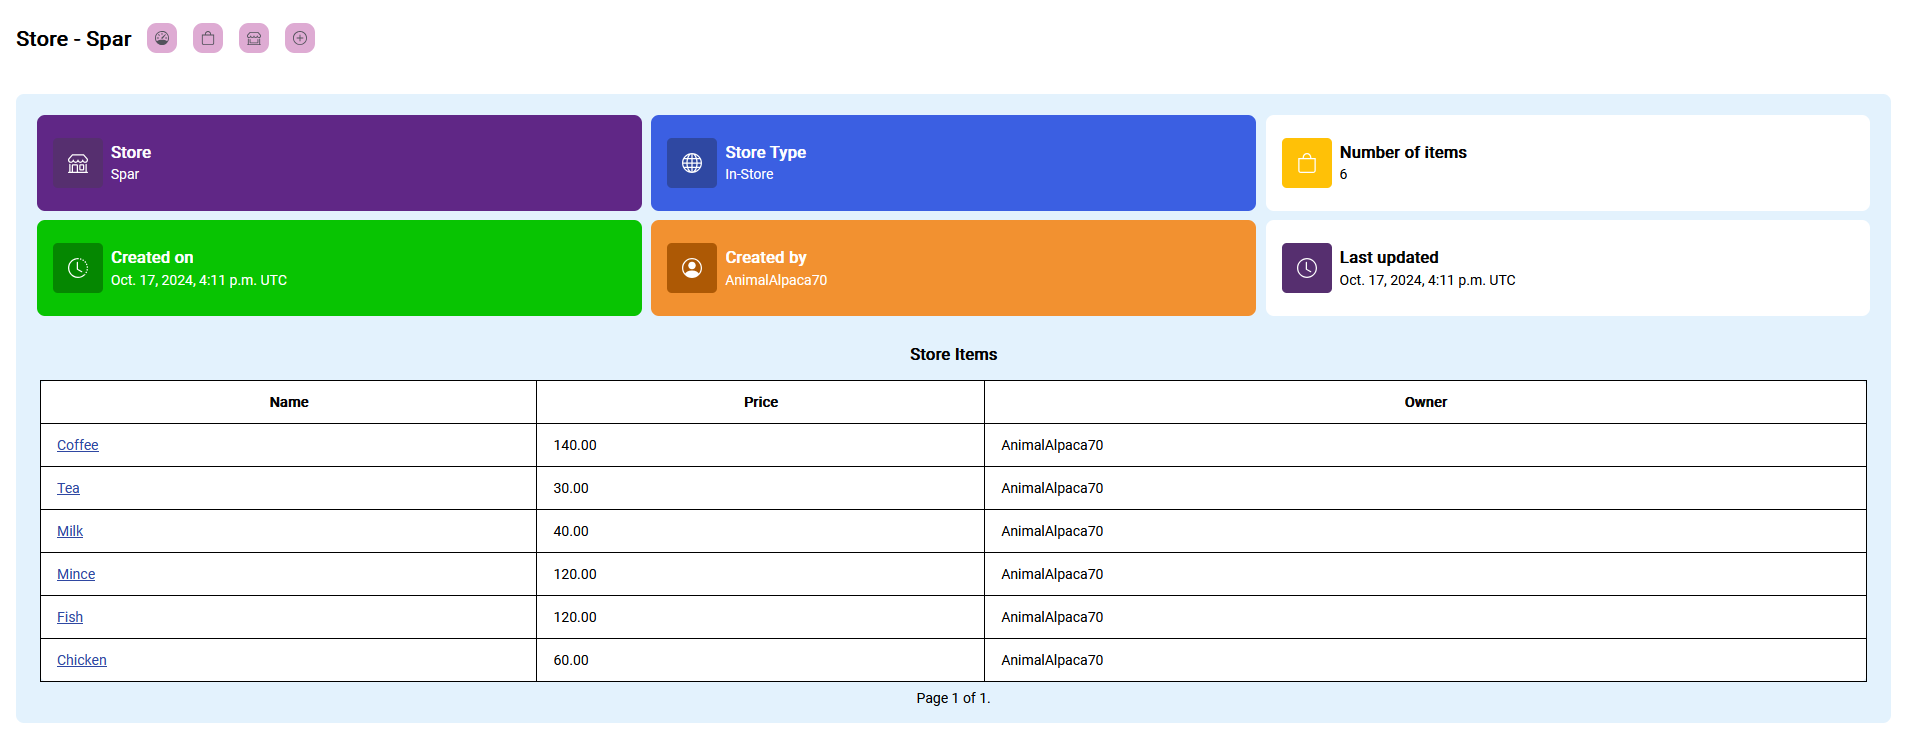 Store - Spar
Store
Spar
Store Type
In-Store
Number of items
6
Created on
Oct. 17, 2024, 4:11 p.m. UTC
Created by
AnimalAlpaca70
Last updated
Oct. 17, 2024, 4:11 p.m. UTC
Store Items
Name Price Owner
Coffee 140.00 AnimalAlpaca70
Tea 30.00 AnimalAlpaca70
Milk 40.00 AnimalAlpaca70
Mince 120.00 AnimalAlpaca70
Fish 120.00 AnimalAlpaca70
Chicken 60.00 AnimalAlpaca70
Page 1 of 1.